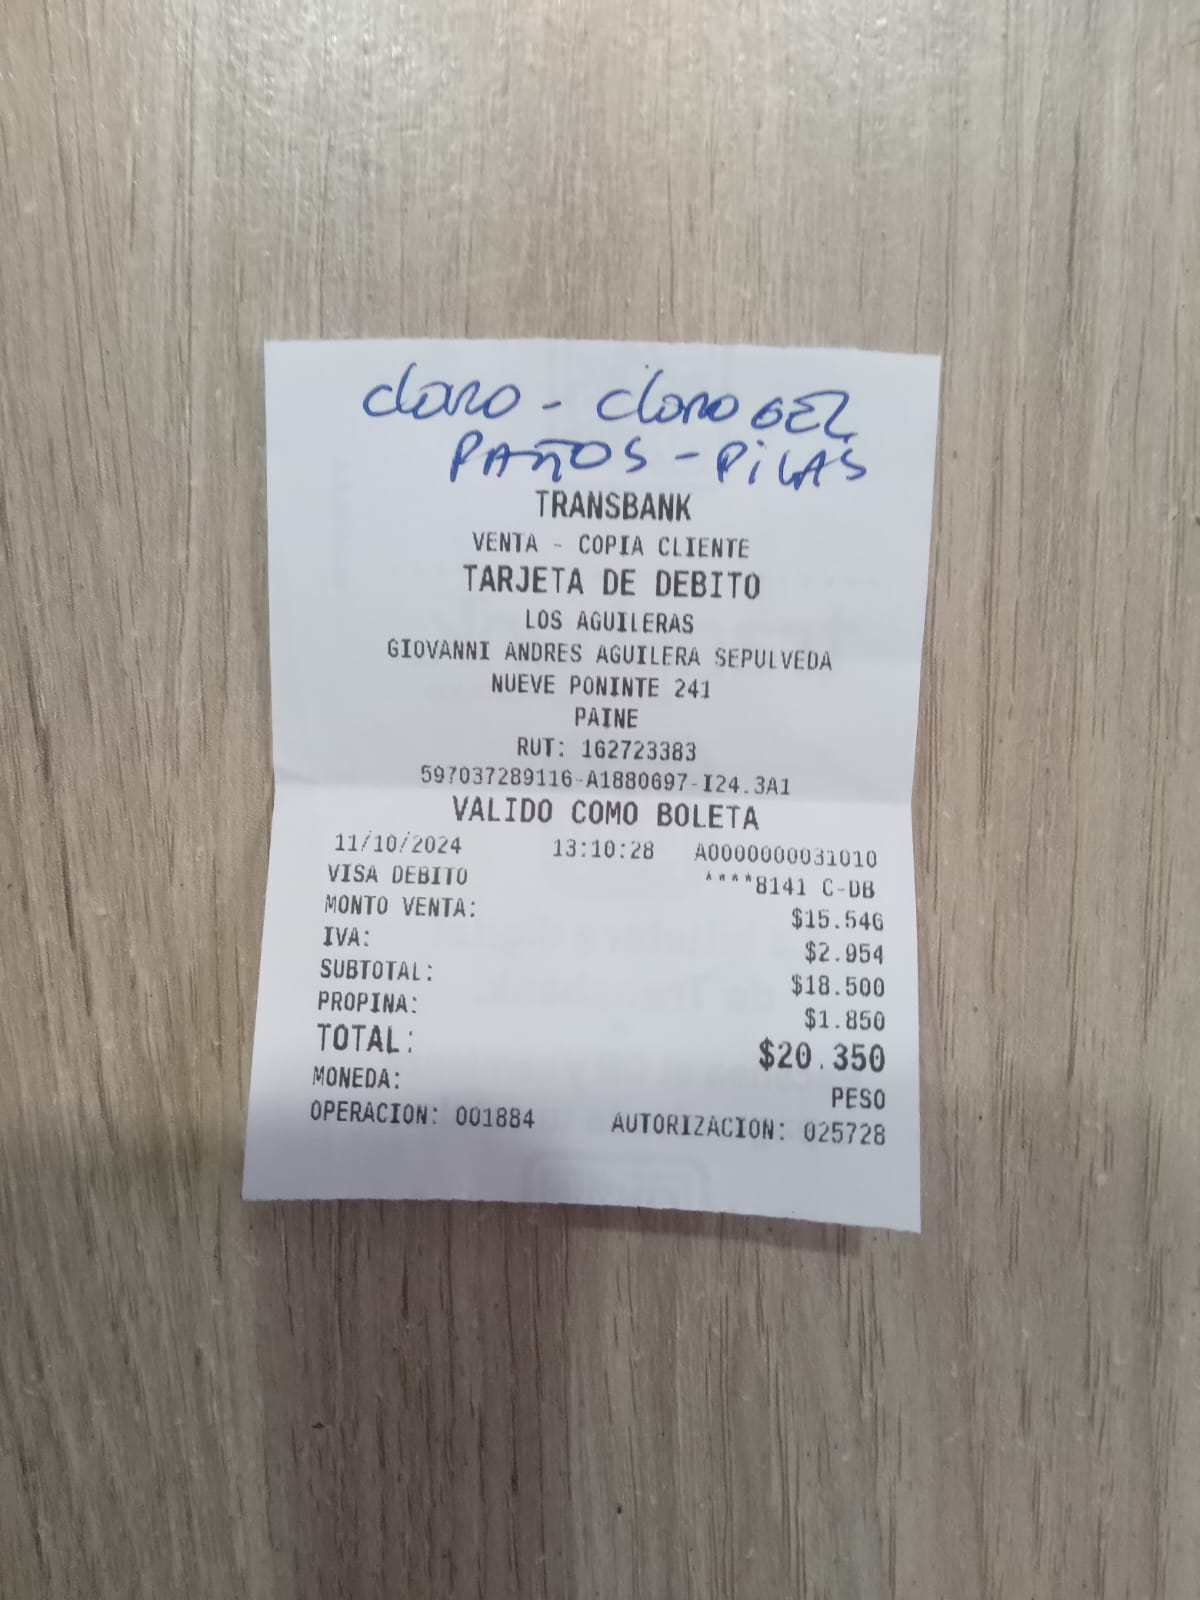 Cloro - Cloro GEL
PAÑOS - PILAS
TRANSBANK
VENTA - COPIA CLIENTE
TARJETA DE DEBITO
LOS AGUILERAS
GIOVANNI ANDRES AGUILERA SEPULVEDA
NUEVE PONINTE 241
PAINE
RUT: 162723383
597037289116-A1880697-I24.3A1
VALIDO COMO BOLETA
11/10/2024 13:10:28 A0000000031010
VISA DEBITO ****8141 C-DB
MONTO VENTA: $15.546
IVA: $2.954
SUBTOTAL: $18.500
PROPINA: $1.850
TOTAL: $20.350
MONEDA: PESO
OPERACION: 001884 AUTORIZACION: 025728